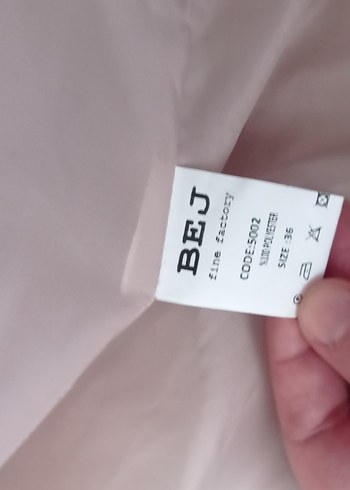 BEJ
fine factory
CODE:5002
%100 POLYESTER
SIZE :36